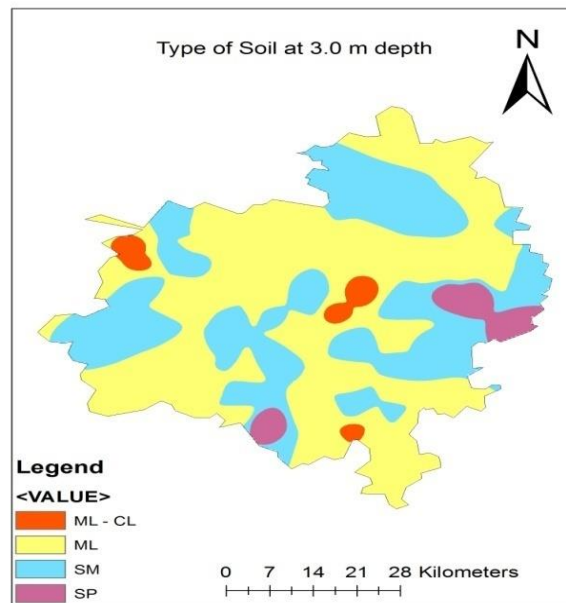 Type of Soil at 3.0 m depth
N
Legend
<VALUE>
ML - CL
ML
SM
SP
0 7 14 21 28 Kilometers